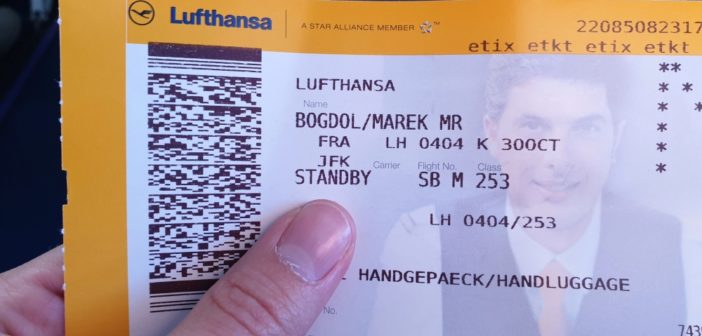 Lufthansa
A STAR ALLIANCE MEMBER
22085082317
etix etkt etix etkt
**
LUFTHANSA
* *
Name
* *
BOGDOL/MAREK MR
*
FRA LH 0404 K 30OCT
*
JFK Carrier Flight No. Class
*
STANDBY SB M 253
LH 0404/253
HANDGEPAECK/HANDLUGGAGE
No.